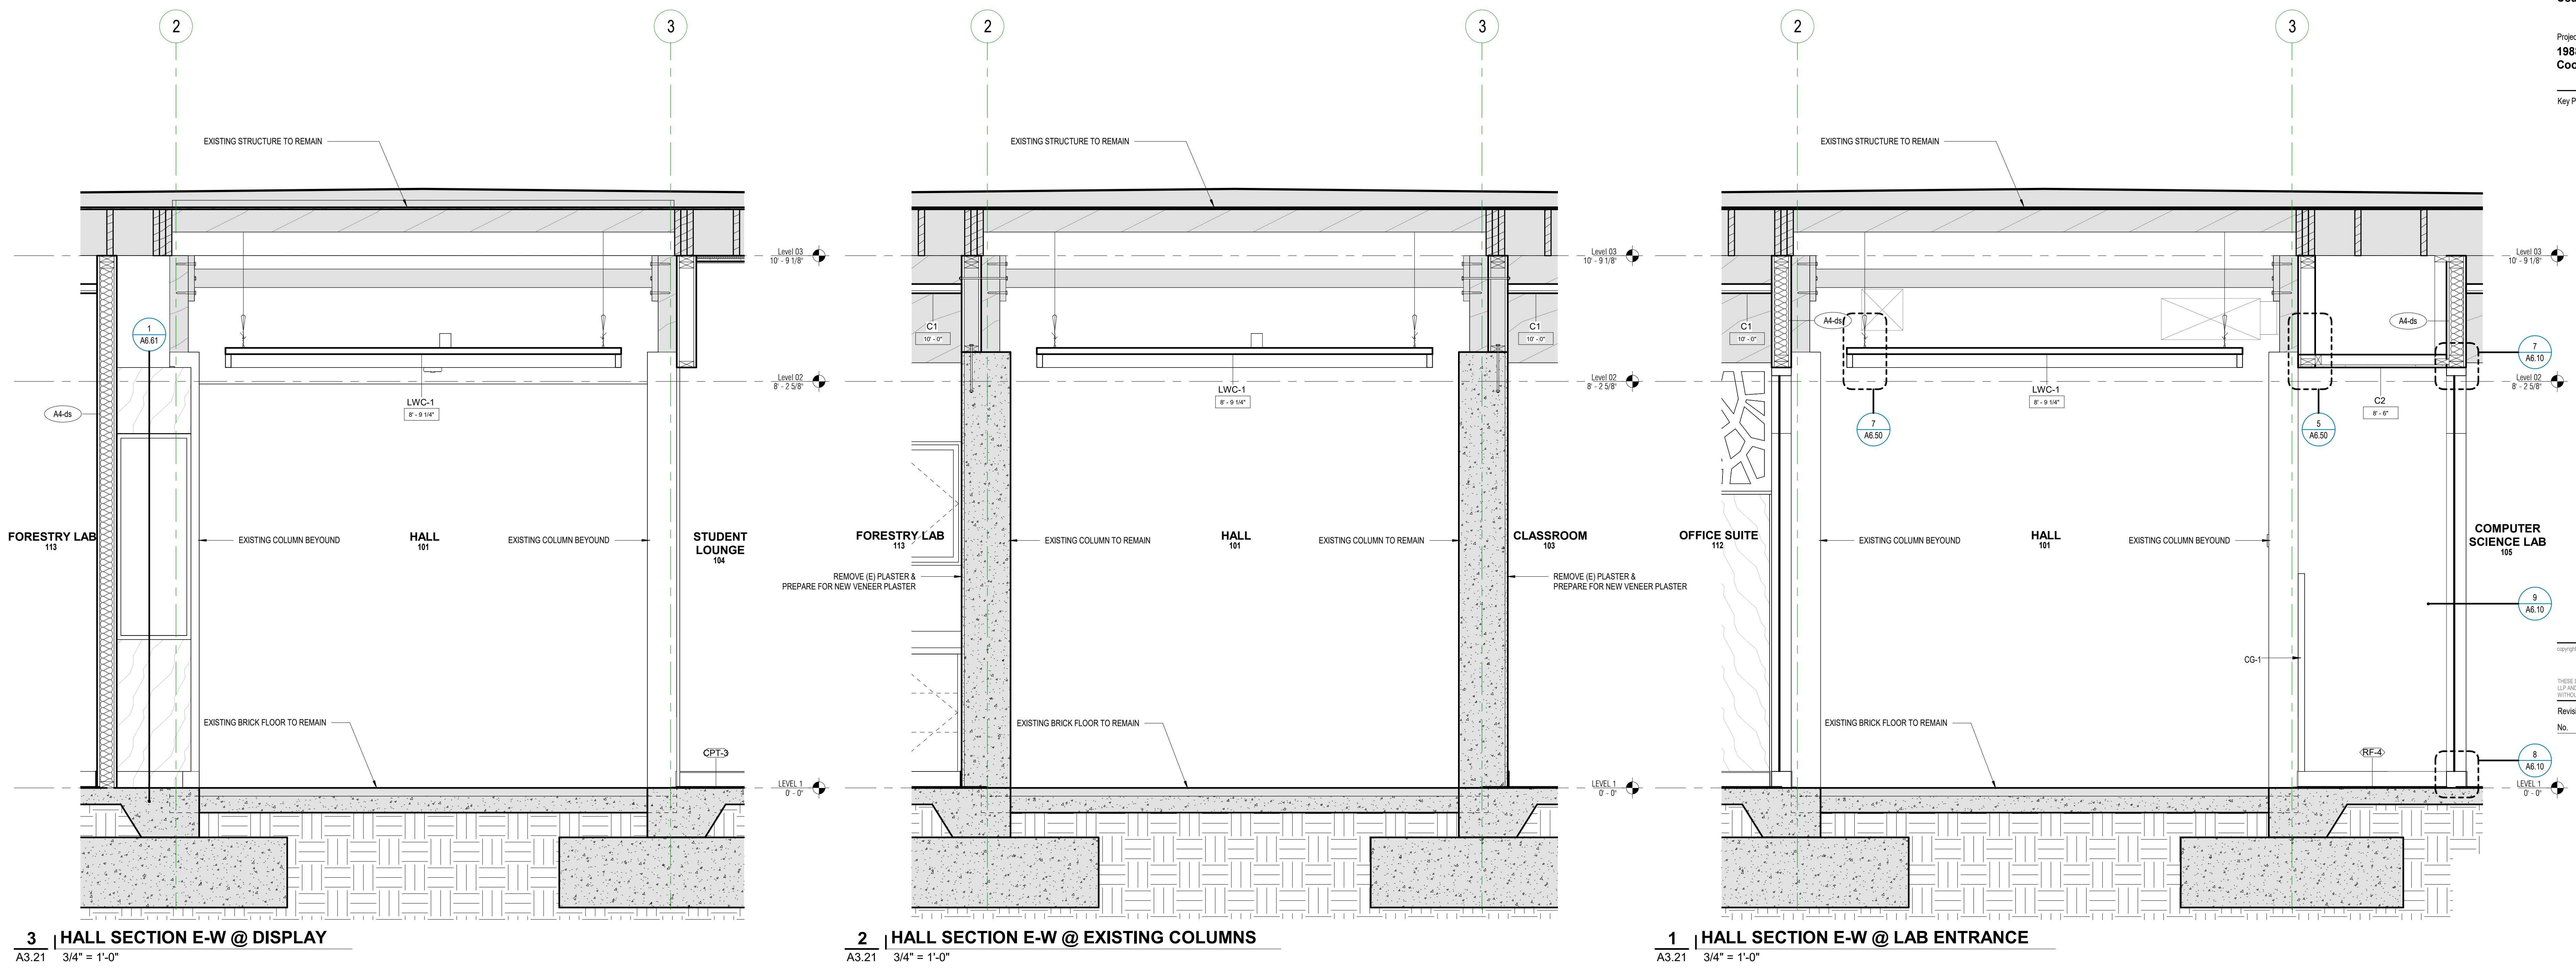 2
3
EXISTING STRUCTURE TO REMAIN
Level 03
10' - 9 1/8"
1
A6.61
Level 02
8' - 2 5/8"
A4-ds
LWC-1
8' - 9 1/4"
FORESTRY LAB
113
EXISTING COLUMN BEYOUND
HALL
101
EXISTING COLUMN BEYOUND
STUDENT
LOUNGE
104
EXISTING BRICK FLOOR TO REMAIN
CPT-3
LEVEL 1
0' - 0"
3
HALL SECTION E-W @ DISPLAY
A3.21
3/4" = 1'-0"
2
3
EXISTING STRUCTURE TO REMAIN
Level 03
10' - 9 1/8"
C1
10' - 0"
C1
10' - 0"
Level 02
8' - 2 5/8"
LWC-1
8' - 9 1/4"
FORESTRY LAB
113
EXISTING COLUMN TO REMAIN
HALL
101
EXISTING COLUMN TO REMAIN
CLASSROOM
103
REMOVE (E) PLASTER &
PREPARE FOR NEW VENEER PLASTER
REMOVE (E) PLASTER &
PREPARE FOR NEW VENEER PLASTER
EXISTING BRICK FLOOR TO REMAIN
LEVEL 1
0' - 0"
2
HALL SECTION E-W @ EXISTING COLUMNS
A3.21
3/4" = 1'-0"
2
3
EXISTING STRUCTURE TO REMAIN
Level 03
10' - 9 1/8"
C1
10' - 0"
A4-ds
A4-ds
7
A6.10
Level 02
8' - 2 5/8"
LWC-1
8' - 9 1/4"
C2
8' - 6"
7
A6.50
5
A6.50
OFFICE SUITE
112
EXISTING COLUMN BEYOUND
HALL
101
EXISTING COLUMN BEYOUND
COMPUTER
SCIENCE LAB
105
9
A6.10
CG-1
EXISTING BRICK FLOOR TO REMAIN
RF-4
8
A6.10
LEVEL 1
0' - 0"
1
HALL SECTION E-W @ LAB ENTRANCE
A3.21
3/4" = 1'-0"
Projec
198
Coo
Key P
copyright
THESE
LLP AND
WITHOU
Revis
No.